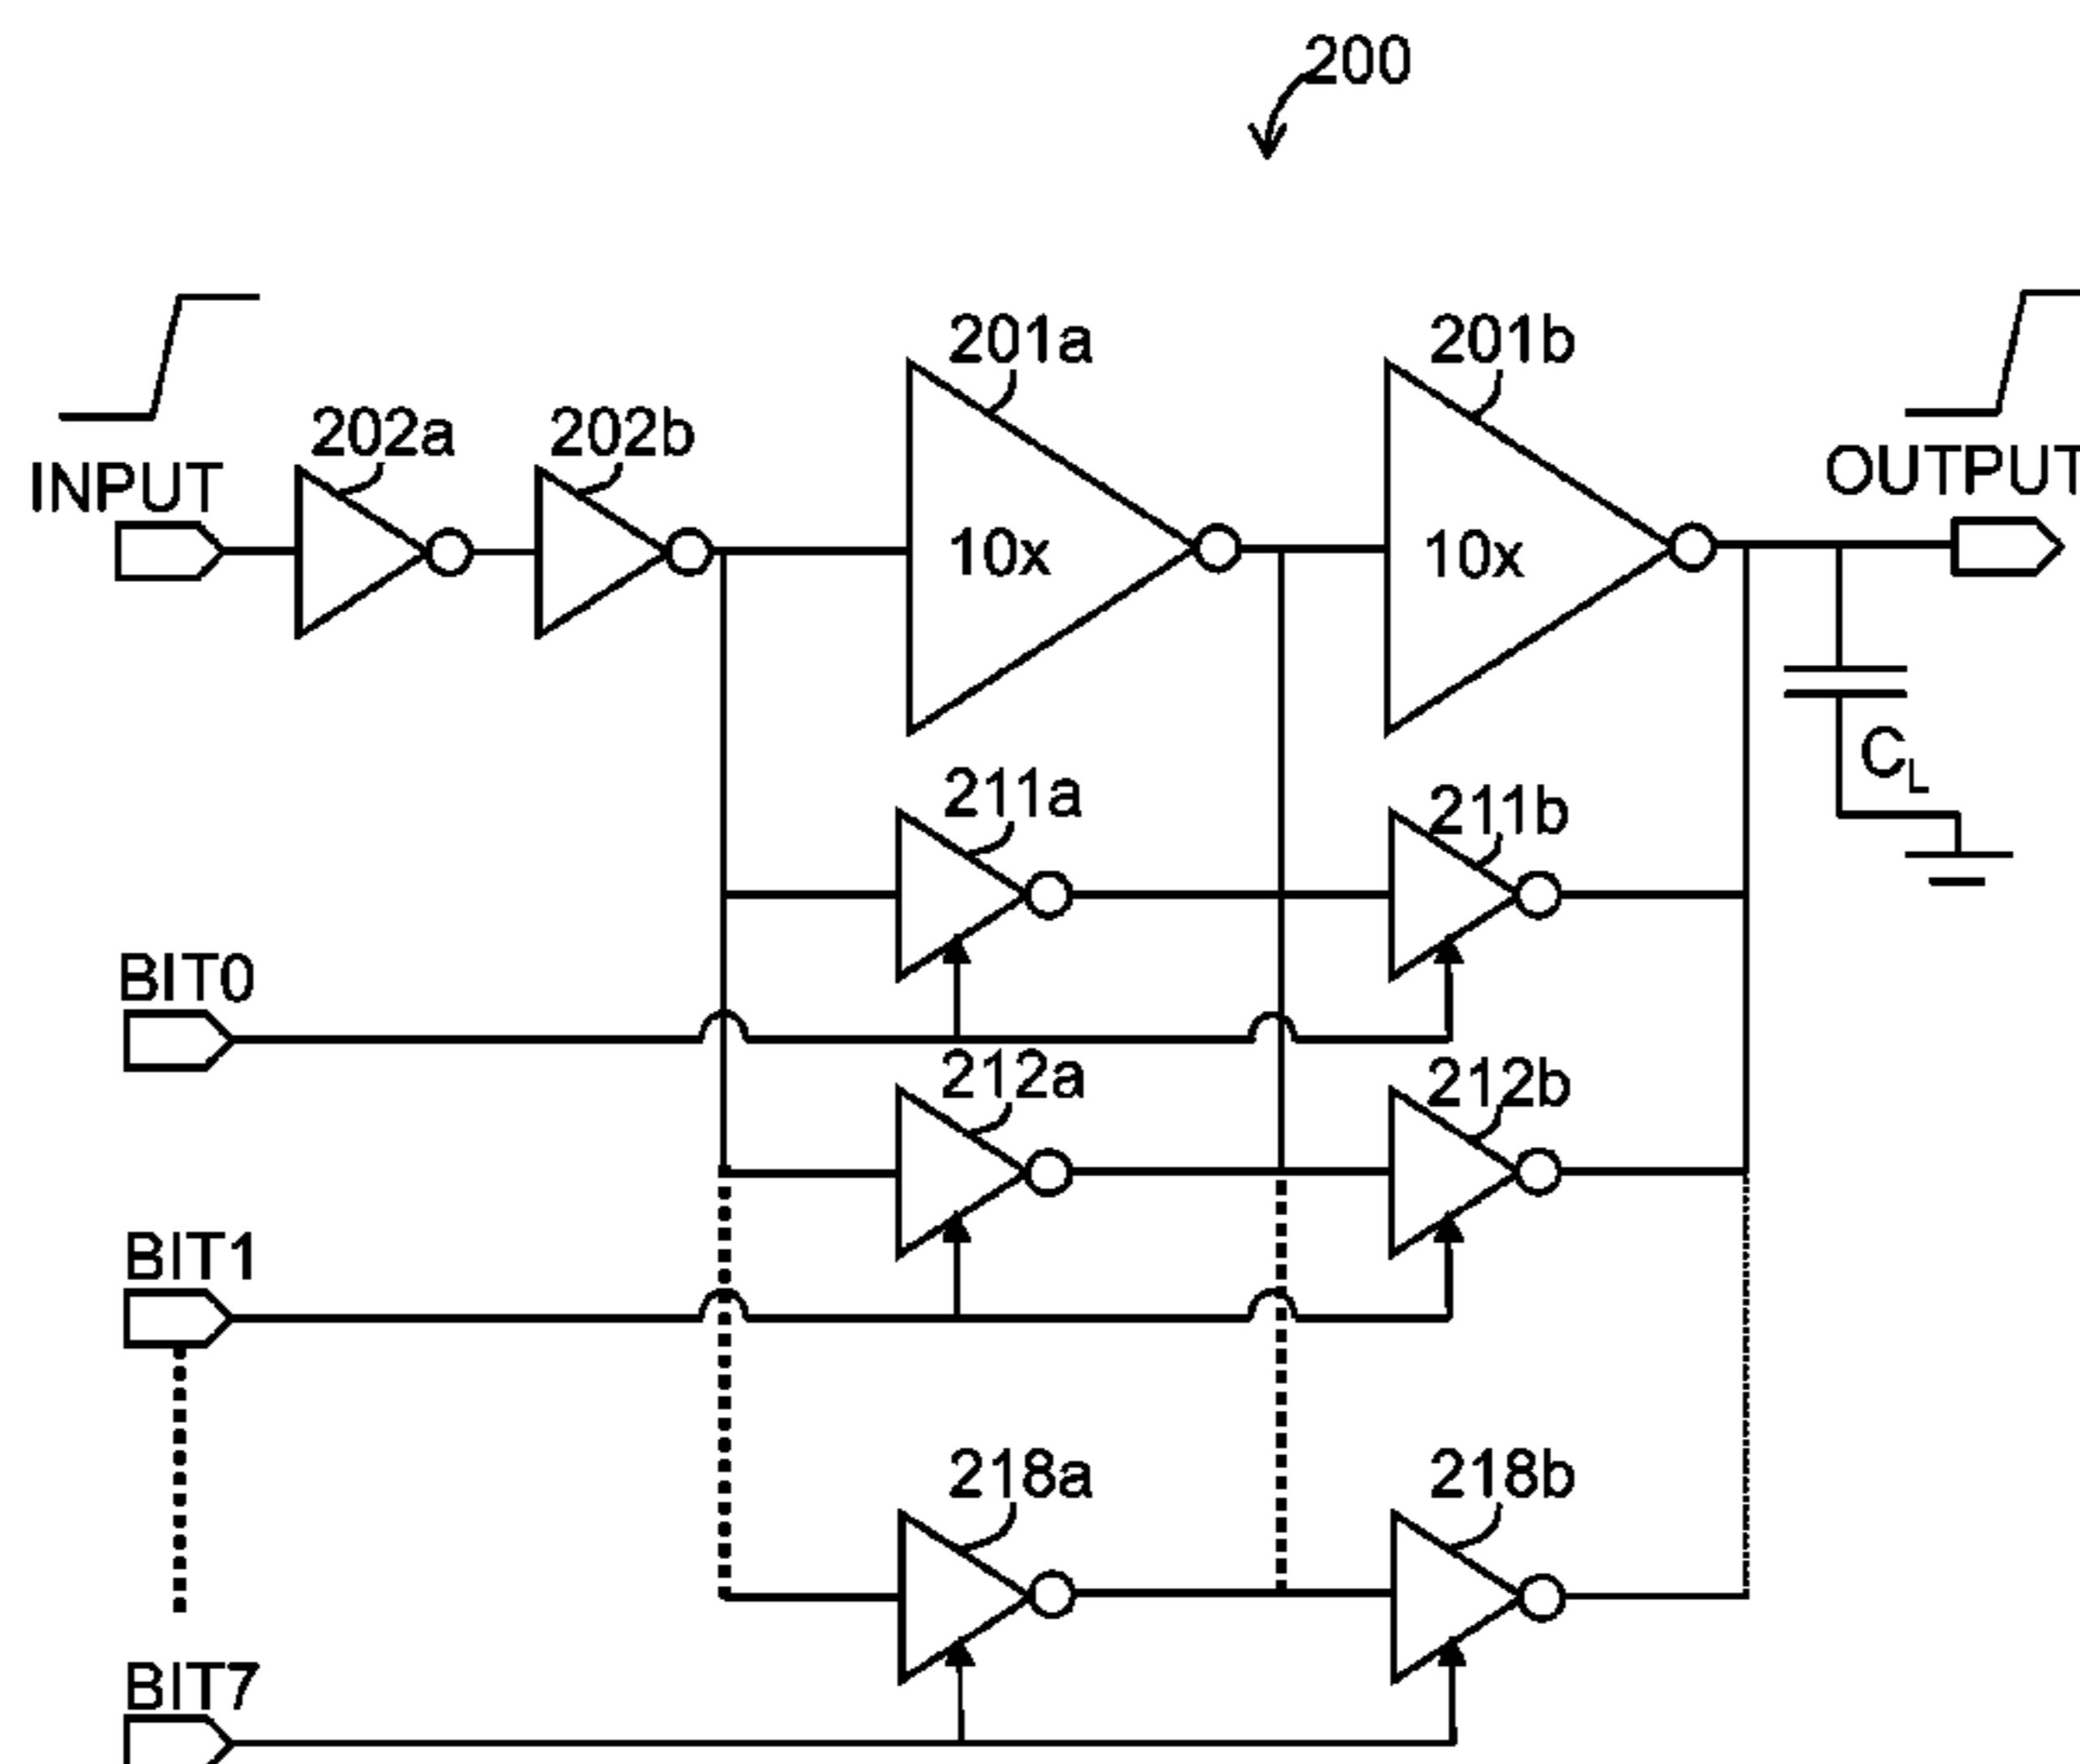 200
201a
201b
202a
202b
INPUT
OUTPUT
10x
10x
CL
211a
211b
BIT0
212a
212b
BIT1
218a
218b
BIT7